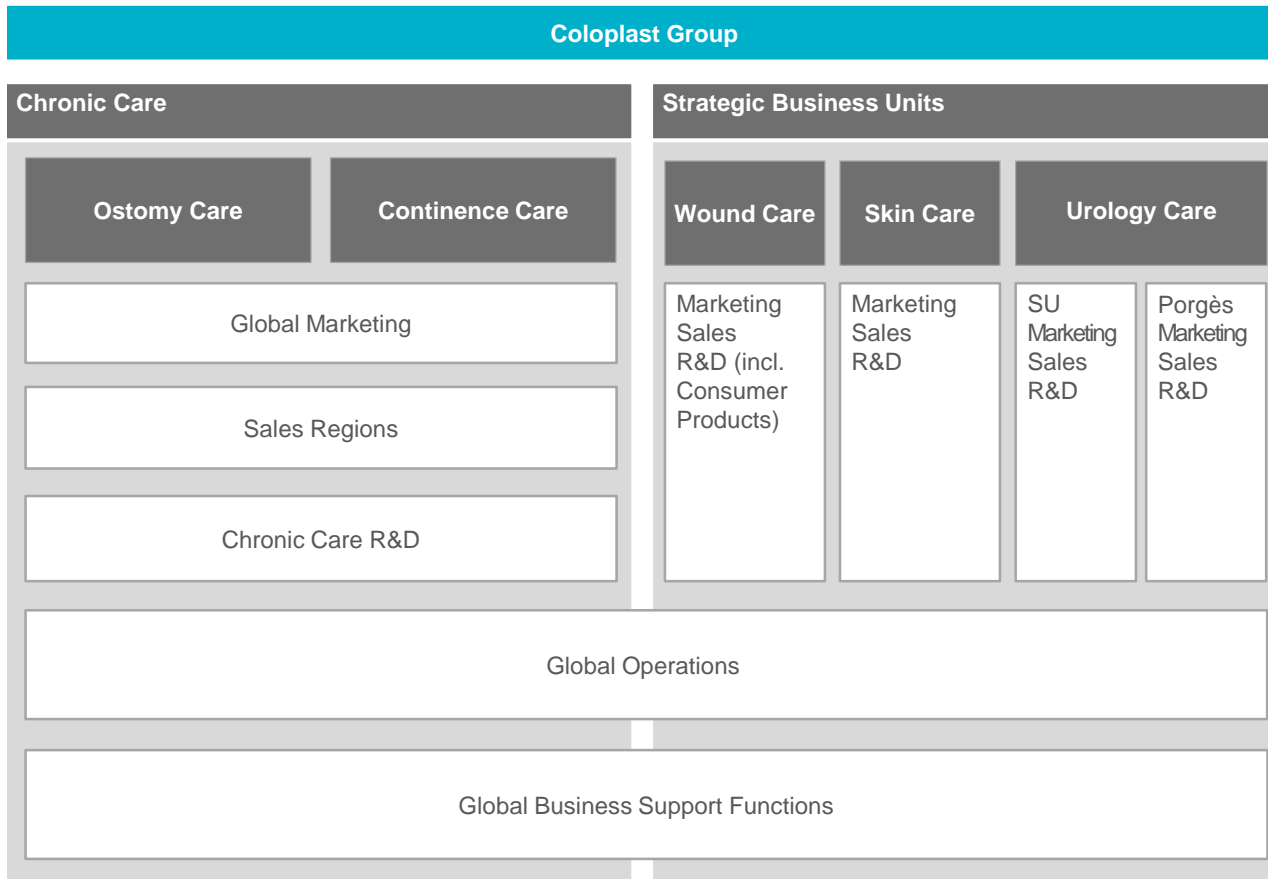 Coloplast Group
Chronic Care
Strategic Business Units
Ostomy Care
Continence Care
Wound Care
Skin Care
Urology Care
Global Marketing
Sales Regions
Chronic Care R&D
Marketing
Sales
R&D (incl.
Consumer
Products)
Marketing
Sales
R&D
SU
Marketing
Sales
R&D
Porgès
Marketing
Sales
R&D
Global Operations
Global Business Support Functions